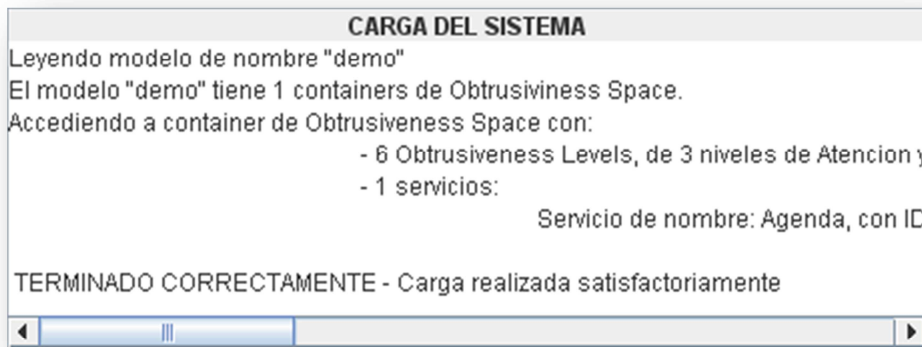 CARGA DEL SISTEMA
Leyendo modelo de nombre "demo"
El modelo "demo" tiene 1 containers de Obtrusiviness Space.
Accediendo a container de Obtrusiveness Space con:
- 6 Obtrusiveness Levels, de 3 niveles de Atencion y
- 1 servicios:
Servicio de nombre: Agenda, con ID
TERMINADO CORRECTAMENTE - Carga realizada satisfactoriamente